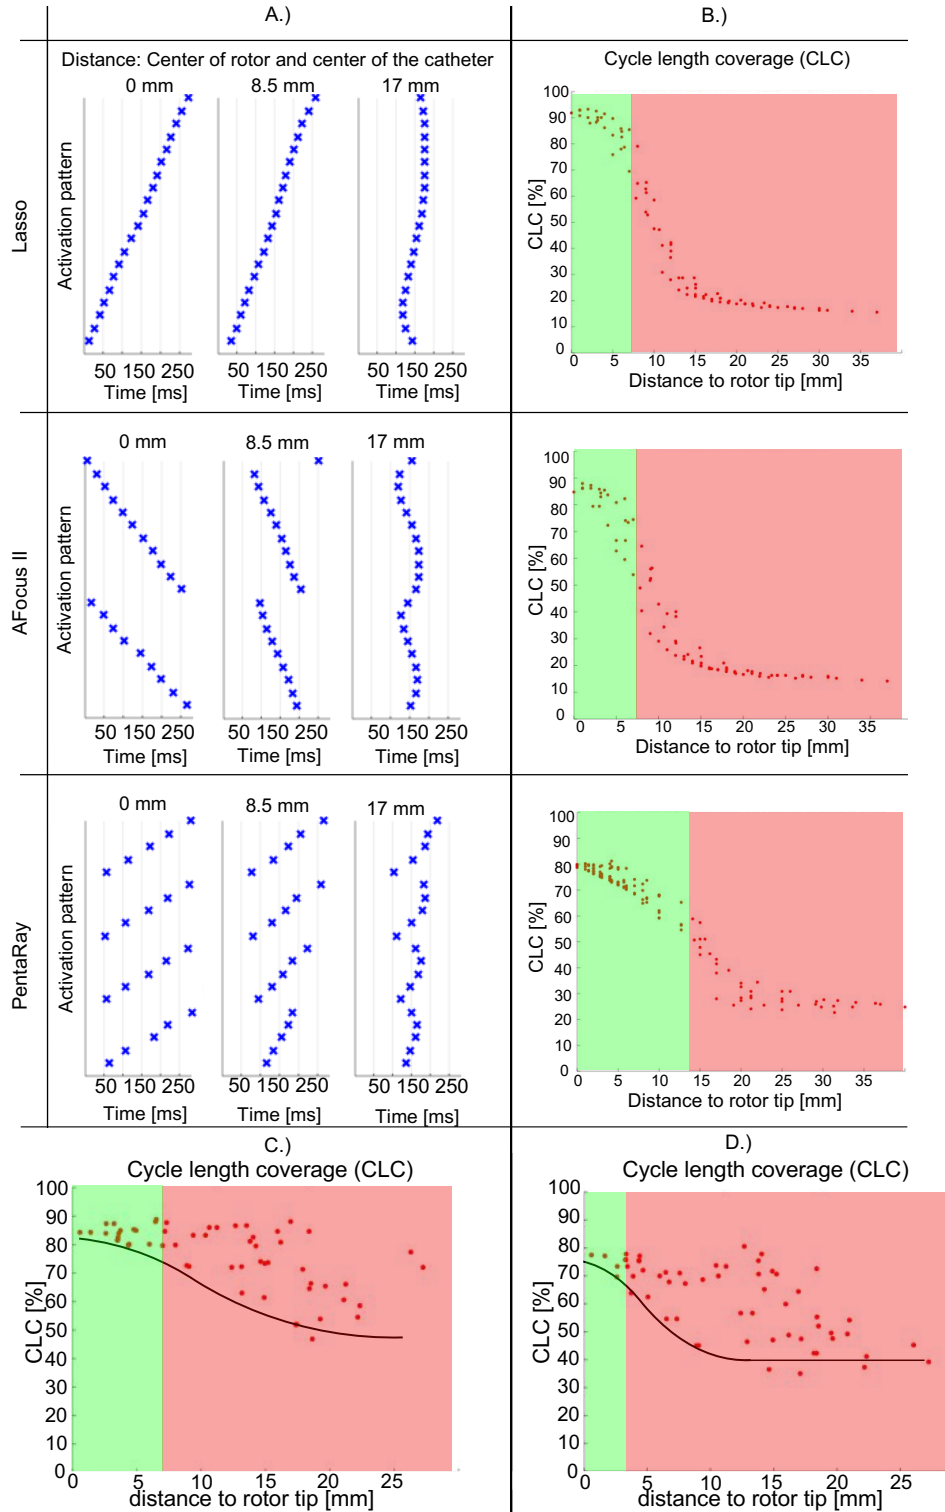 A.)
B.)
Lasso
Distance: Center of rotor and center of the catheter
0 mm
8.5 mm
17 mm
Activation pattern
50 150 250
50 150 250
50 150 250
Time [ms]
Time [ms]
Time [ms]
Cycle length coverage (CLC)
CLC [%]
100
90
80
70
60
50
40
30
20
10
0
0 5 10 15 20 25 30 35
Distance to rotor tip [mm]
AFocus II
0 mm
8.5 mm
17 mm
Activation pattern
50 150 250
50 150 250
50 150 250
Time [ms]
Time [ms]
Time [ms]
CLC [%]
100
90
80
70
60
50
40
30
20
10
0
0 5 10 15 20 25 30 35
Distance to rotor tip [mm]
PentaRay
0 mm
8.5 mm
17 mm
Activation pattern
50 150 250
50 150 250
50 150 250
Time [ms]
Time [ms]
Time [ms]
CLC [%]
100
90
80
70
60
50
40
30
20
10
0
0 5 10 15 20 25 30 35
Distance to rotor tip [mm]
C.)
Cycle length coverage (CLC)
CLC [%]
100
90
80
70
60
50
40
30
20
10
0
0 5 10 15 20 25
distance to rotor tip [mm]
D.)
Cycle length coverage (CLC)
CLC [%]
100
90
80
70
60
50
40
30
20
10
0
0 5 10 15 20 25
distance to rotor tip [mm]